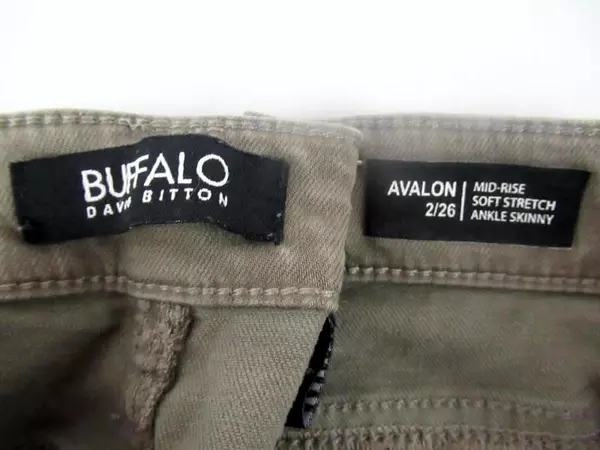 BUFFALO
DAVID BITTON
AVALON
2/26
MID-RISE
SOFT STRETCH
ANKLE SKINNY